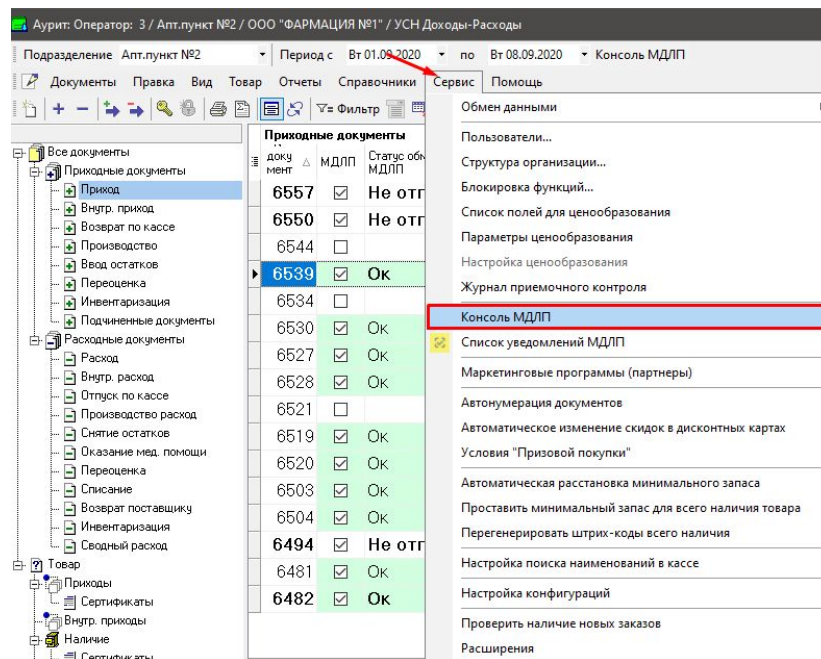 Аурит: Оператор: 3 / Апт.пункт №2 / ООО "ФАРМАЦИЯ №1" / УСН Доходы-Расходы
Подразделение Апт.пункт №2 Период с Вт 01.09.2020 по Вт 08.09.2020 Консоль МДЛП
Документы Правка Вид Товар Отчеты Справочники Сервис Помощь
Фильтр
Все документы
Приходные документы
Приход
Внутр. приход
Возврат по кассе
Производство
Ввод остатков
Переоценка
Инвентаризация
Подчиненные документы
Расходные документы
Расход
Внутр. расход
Отпуск по кассе
Производство расход
Снятие остатков
Оказание мед. помощи
Переоценка
Списание
Возврат поставщику
Инвентаризация
Сводный расход
Товар
Приходы
Сертификаты
Внутр. приходы
Наличие
Сертификаты
Приходные документы
доку мент МДЛП Статус обм МДЛП
6557 Не отп
6550 Не отп
6544
6539 Ок
6534
6530 Ок
6527 Ок
6528 Ок
6521
6519 Ок
6520 Ок
6503 Ок
6504 Ок
6494 Не отп
6481 Ок
6482 Ок
Обмен данными
Пользователи...
Структура организации...
Блокировка функций...
Список полей для ценообразования
Параметры ценообразования
Настройка ценообразования
Журнал приемочного контроля
Консоль МДЛП
Список уведомлений МДЛП
Маркетинговые программы (партнеры)
Автонумерация документов
Автоматическое изменение скидок в дисконтных картах
Условия "Призовой покупки"
Автоматическая расстановка минимального запаса
Проставить минимальный запас для всего наличия товара
Перегенерировать штрих-коды всего наличия
Настройка поиска наименований в кассе
Настройка конфигураций
Проверить наличие новых заказов
Расширения